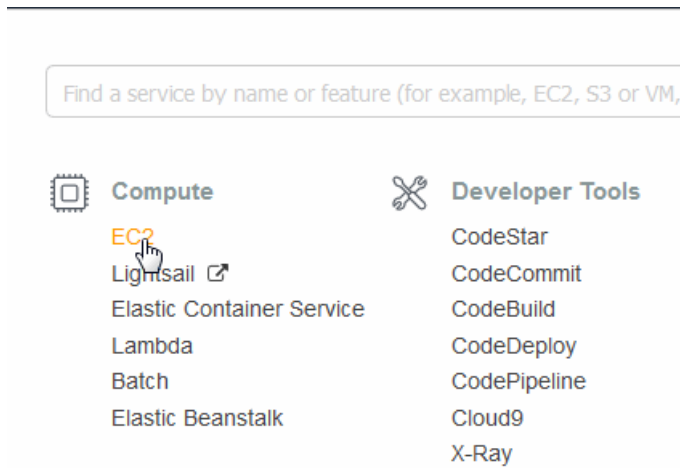 Find a service by name or feature (for example, EC2, S3 or VM,
Compute
EC2
Lightsail
Elastic Container Service
Lambda
Batch
Elastic Beanstalk
Developer Tools
CodeStar
CodeCommit
CodeBuild
CodeDeploy
CodePipeline
Cloud9
X-Ray